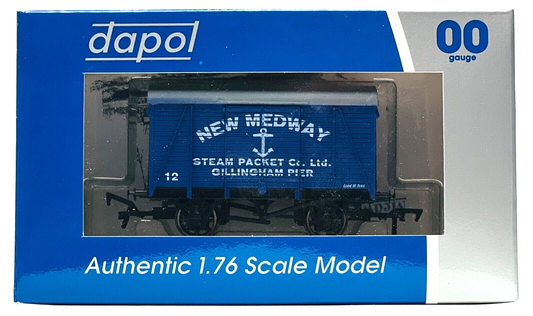 dapol
00
gauge
NEW MEDWAY
STEAM PACKET Co. Ltd.
GILLINGHAM PIER
12
Authentic 1.76 Scale Model